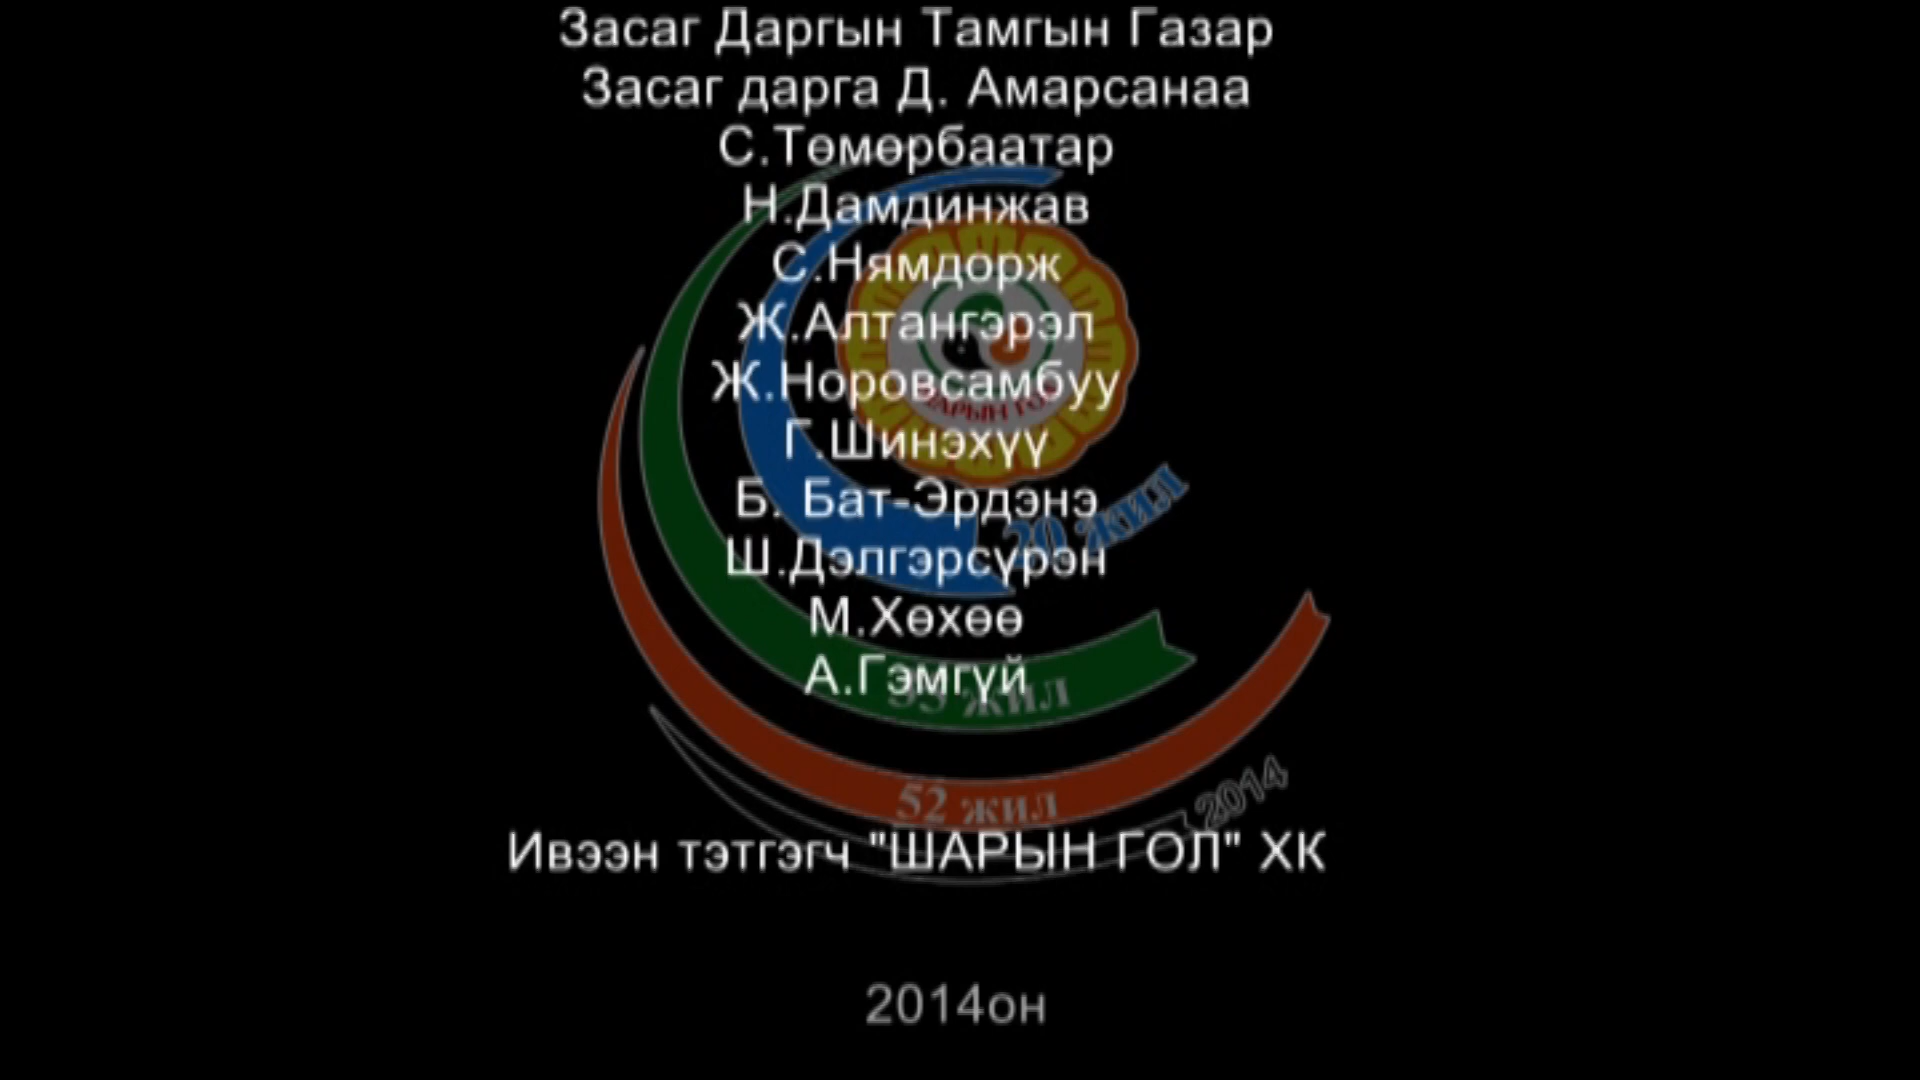 Засаг Даргын Тамгын Газар
Засаг дарга Д. Амарсанаа
С.Төмөрбаатар
Н.Дамдинжав
С.Нямдорж
Ж.Алтангэрэл
Ж.Норовсамбуу
Г.Шинэхүү
Б. Бат-Эрдэнэ
Ш.Дэлгэрсүрэн
М.Хөхөө
А.Гэмгүй
20 жил
жил
52 жил
2014
Ивээн тэтгэгч "ШАРЫН ГОЛ" ХК
2014он